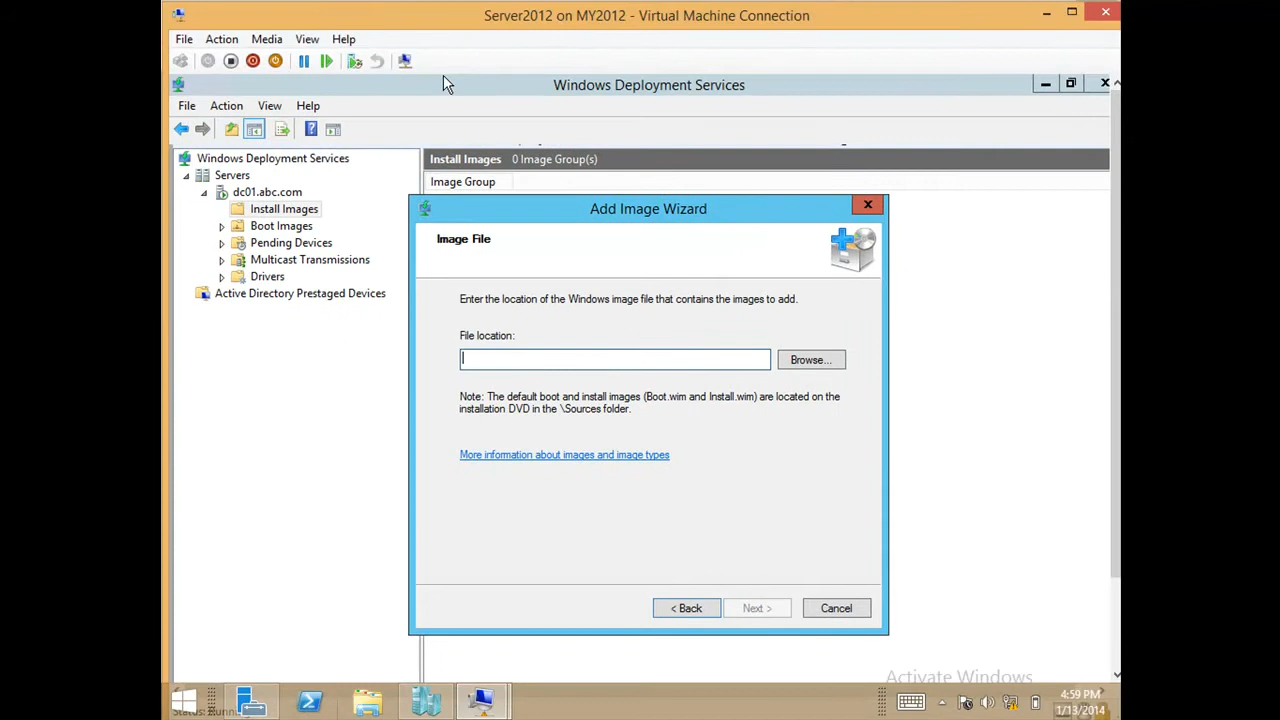 Server2012 on MY2012 - Virtual Machine Connection
File Action Media View Help
Windows Deployment Services
File Action View Help
Windows Deployment Services
Servers
dc01.abc.com
Install Images
Boot Images
Pending Devices
Multicast Transmissions
Drivers
Active Directory Prestaged Devices
Install Images 0 Image Group(s)
Image Group
Add Image Wizard
Image File
Enter the location of the Windows image file that contains the images to add.
File location:
Browse...
Note: The default boot and install images (Boot.wim and Install.wim) are located on the
installation DVD in the \Sources folder.
More information about images and image types
< Back Next > Cancel
Activate Windows
4:59 PM
1/13/2014